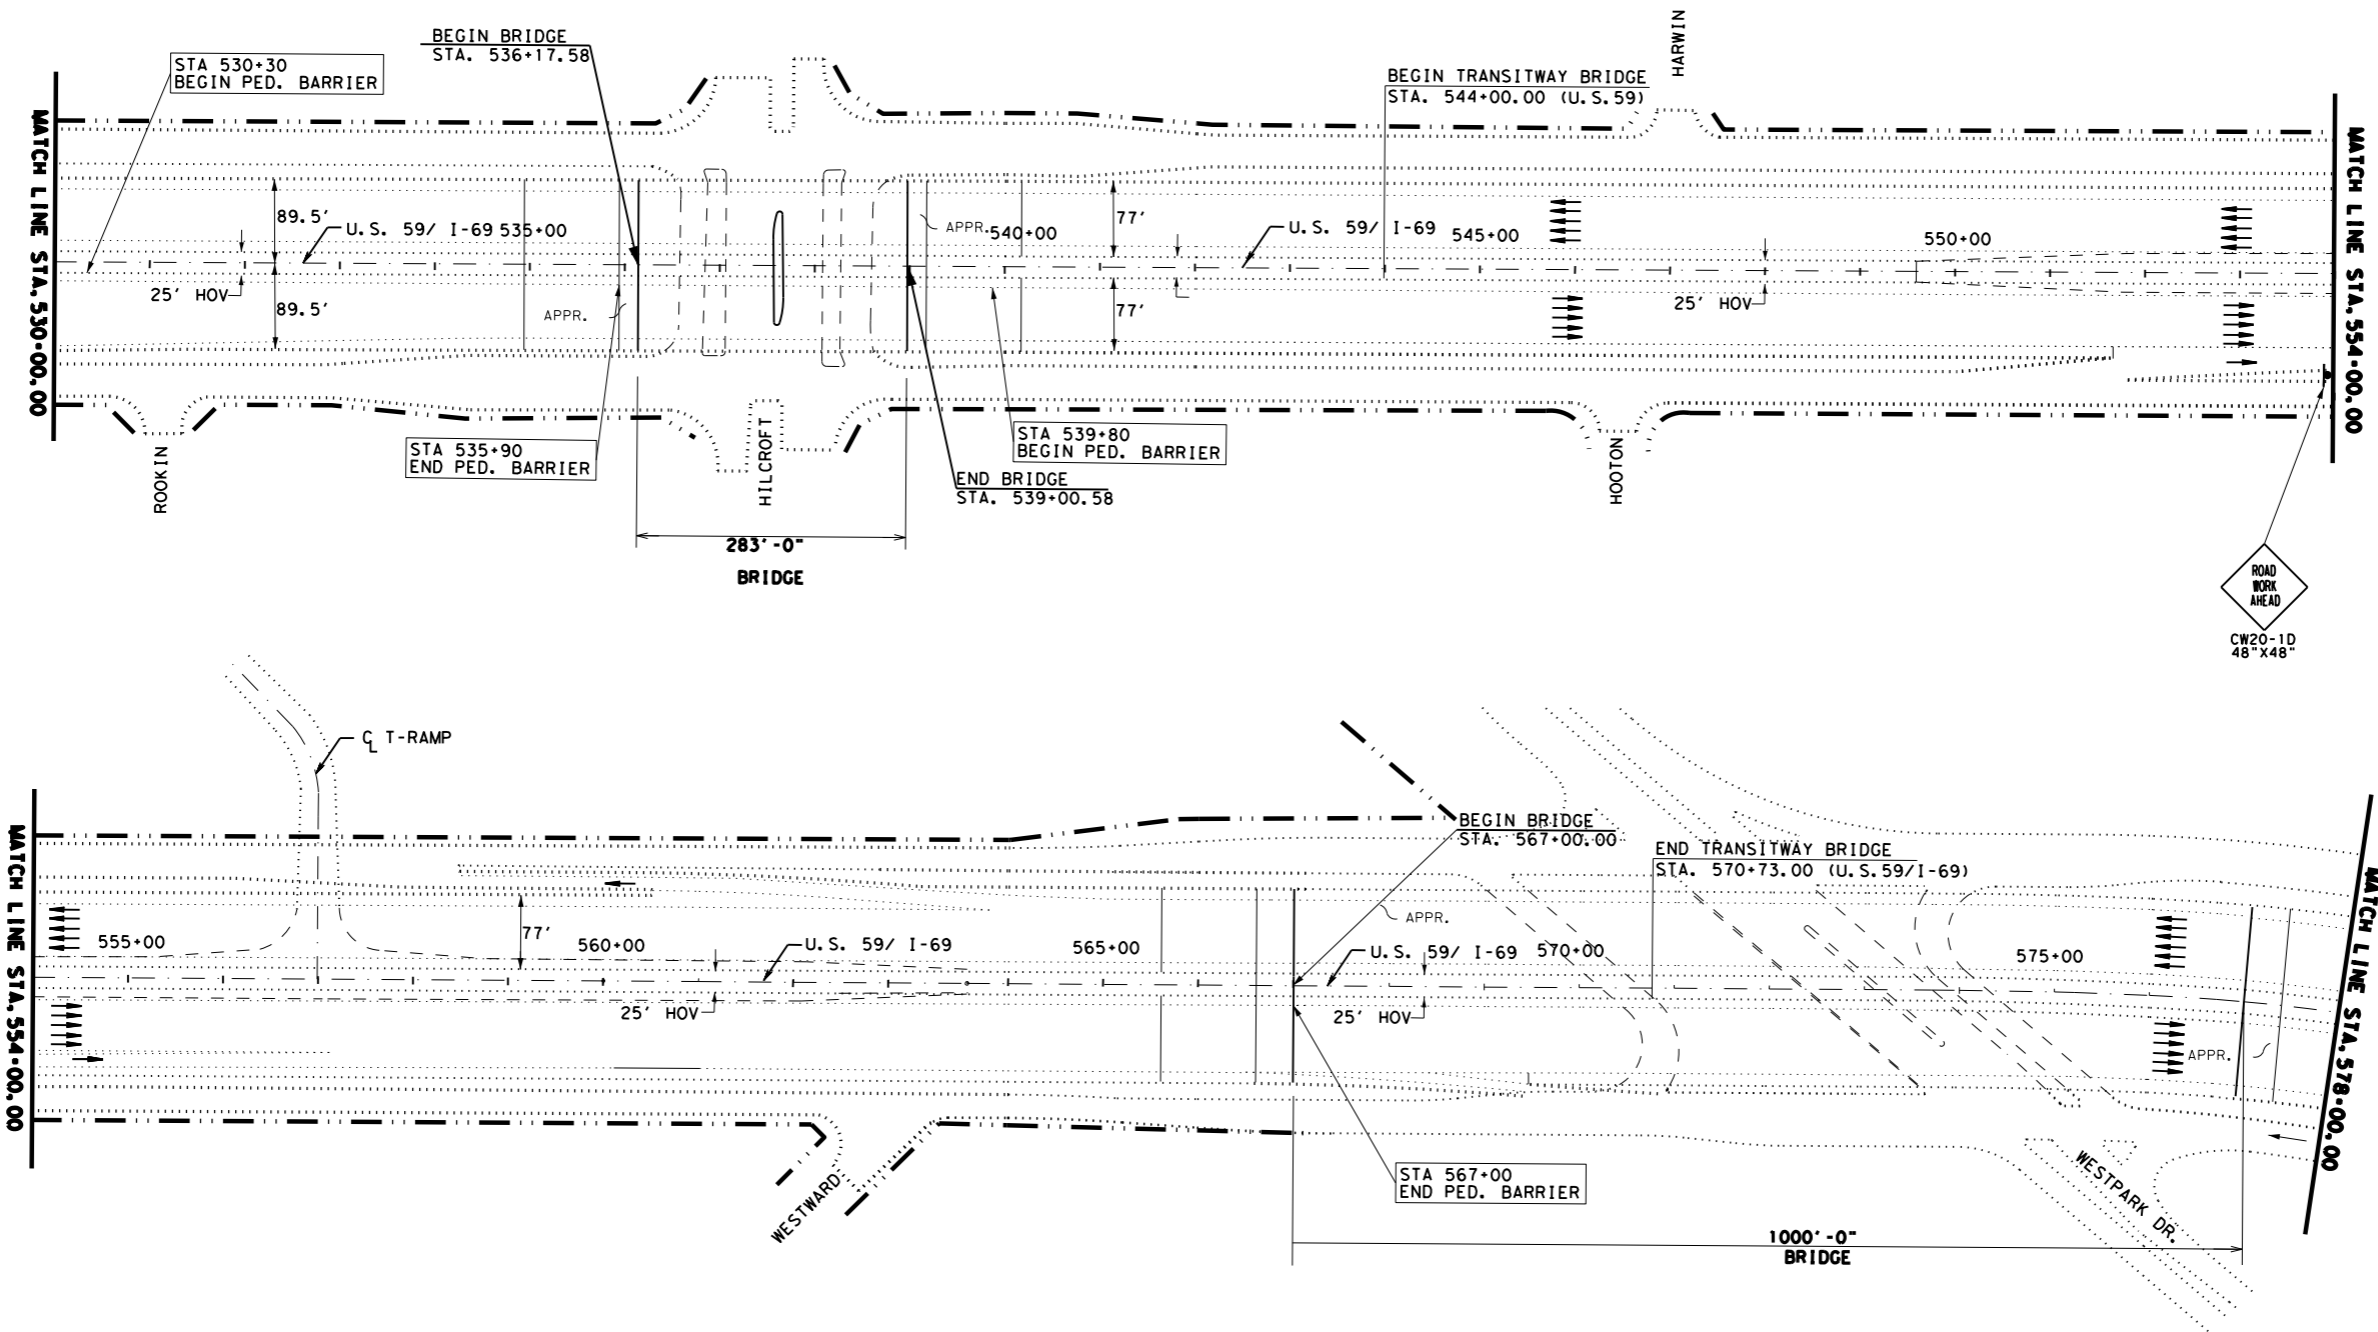 HARWIN
BEGIN BRIDGE
STA. 536+17.58
STA 530+30
BEGIN PED. BARRIER
BEGIN TRANSITWAY BRIDGE
STA. 544+00.00 (U.S.59)
MATCH LINE STA. 530+00.00
MATCH LINE STA. 554+00.00
89.5'
U.S. 59/ I-69 535+00
APPR.
540+00
77'
U.S. 59/ I-69
545+00
550+00
25' HOV
89.5'
APPR.
77'
25' HOV
STA 535+90
END PED. BARRIER
STA 539+80
BEGIN PED. BARRIER
ROOKIN
HILCROFT
HOOTON
END BRIDGE
STA. 539+00.58
283'-0"
BRIDGE
ROAD
WORK
AHEAD
CW20-1D
48"X48"
CL T-RAMP
BEGIN BRIDGE
STA. 567+00.00
END TRANSITWAY BRIDGE
STA. 570+73.00 (U.S.59/I-69)
MATCH LINE STA. 554+00.00
MATCH LINE STA. 578+00.00
APPR.
555+00
77'
560+00
U.S. 59/ I-69
565+00
U.S. 59/ I-69
570+00
575+00
25' HOV
25' HOV
APPR.
STA 567+00
END PED. BARRIER
WESTWARD
WESTPARK DR.
1000'-0"
BRIDGE